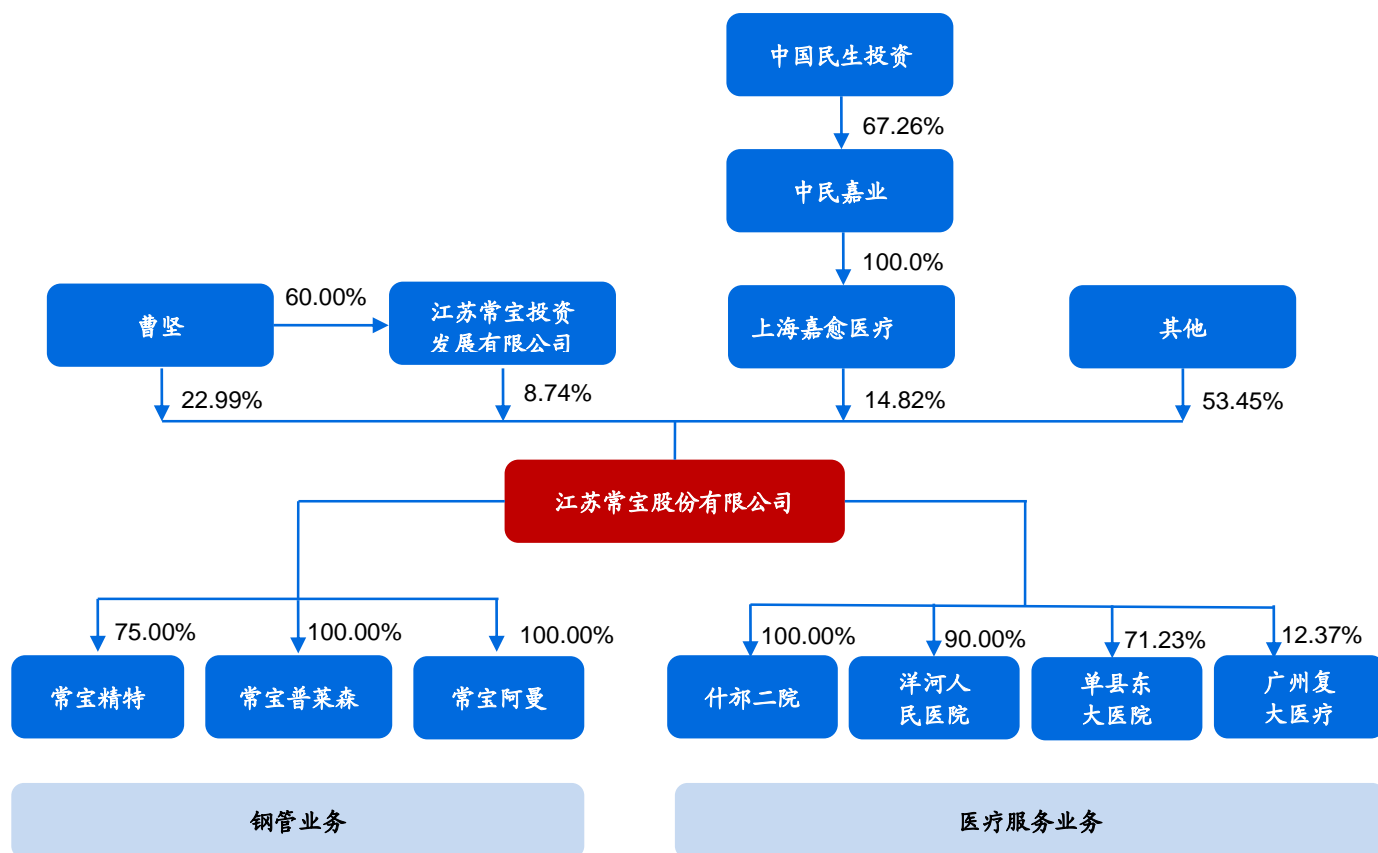 中国民生投资
67.26%
中民嘉业
100.0%
曹坚
60.00%
江苏常宝投资
发展有限公司
上海嘉愈医疗
其他
22.99%
8.74%
14.82%
53.45%
江苏常宝股份有限公司
75.00%
100.00%
100.00%
100.00%
90.00%
71.23%
12.37%
常宝精特
常宝普莱森
常宝阿曼
什邡二院
洋河人
民医院
单县东
大医院
广州复
大医疗
钢管业务
医疗服务业务